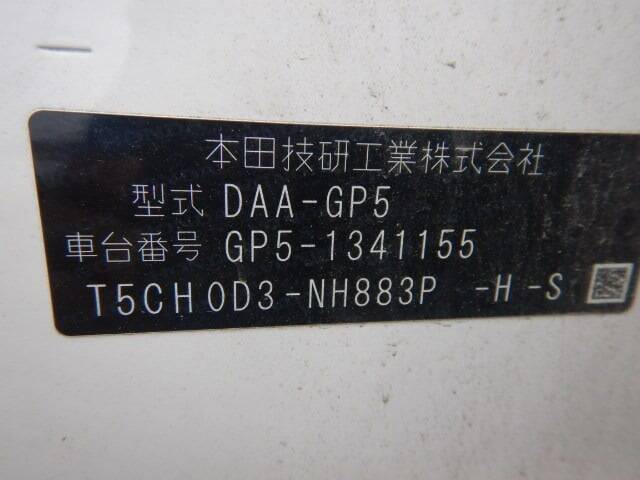 本田技研工業株式会社
型式 DAA-GP5
車台番号 GP5-1341155
T5CH0D3-NH883P -H-S